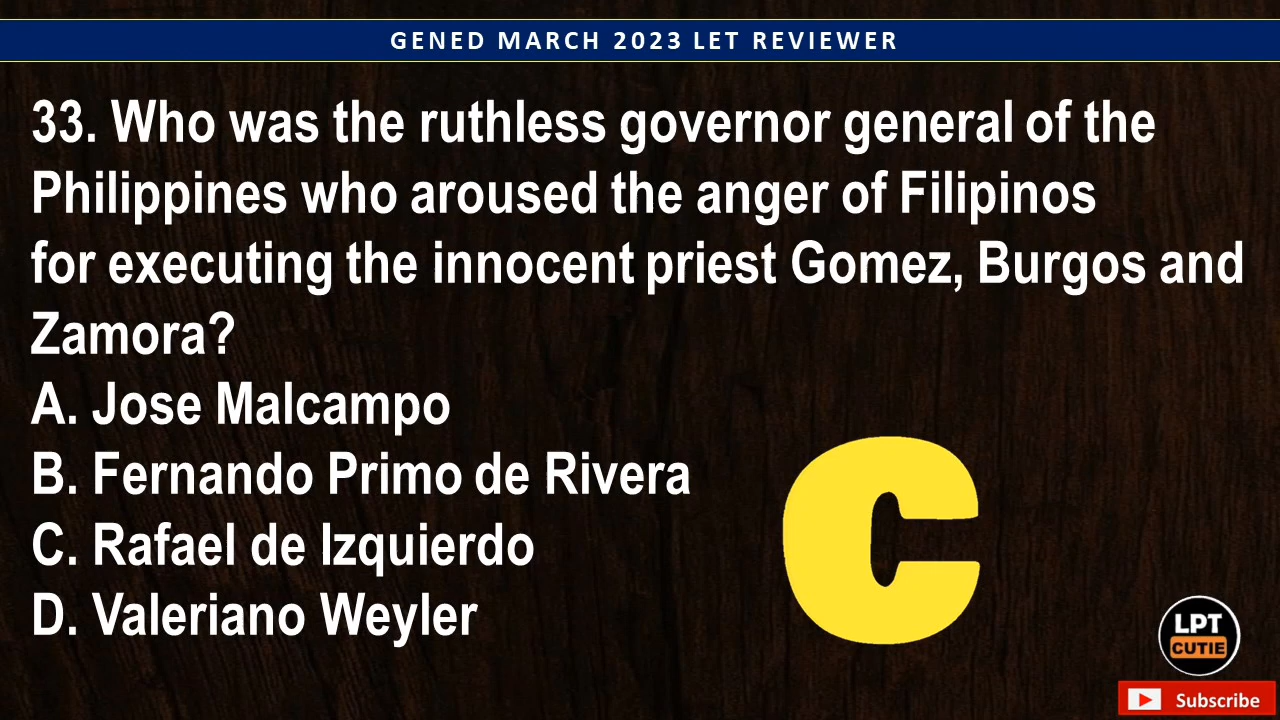 GENED MARCH 2023 LET REVIEWER
33. Who was the ruthless governor general of the
Philippines who aroused the anger of Filipinos
for executing the innocent priest Gomez, Burgos and
Zamora?
A. Jose Malcampo
B. Fernando Primo de Rivera
C. Rafael de Izquierdo
D. Valeriano Weyler
C
LPT
CUTIE
Subscribe